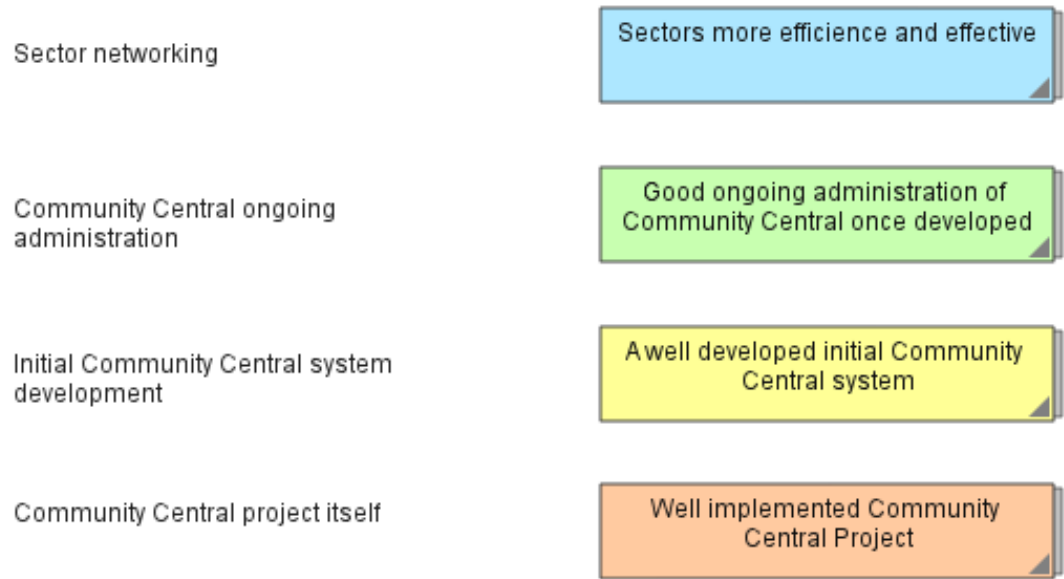 Sector networking
Sectors more efficience and effective
Community Central ongoing
administration
Good ongoing administration of
Community Central once developed
Initial Community Central system
development
A well developed initial Community
Central system
Community Central project itself
Well implemented Community
Central Project